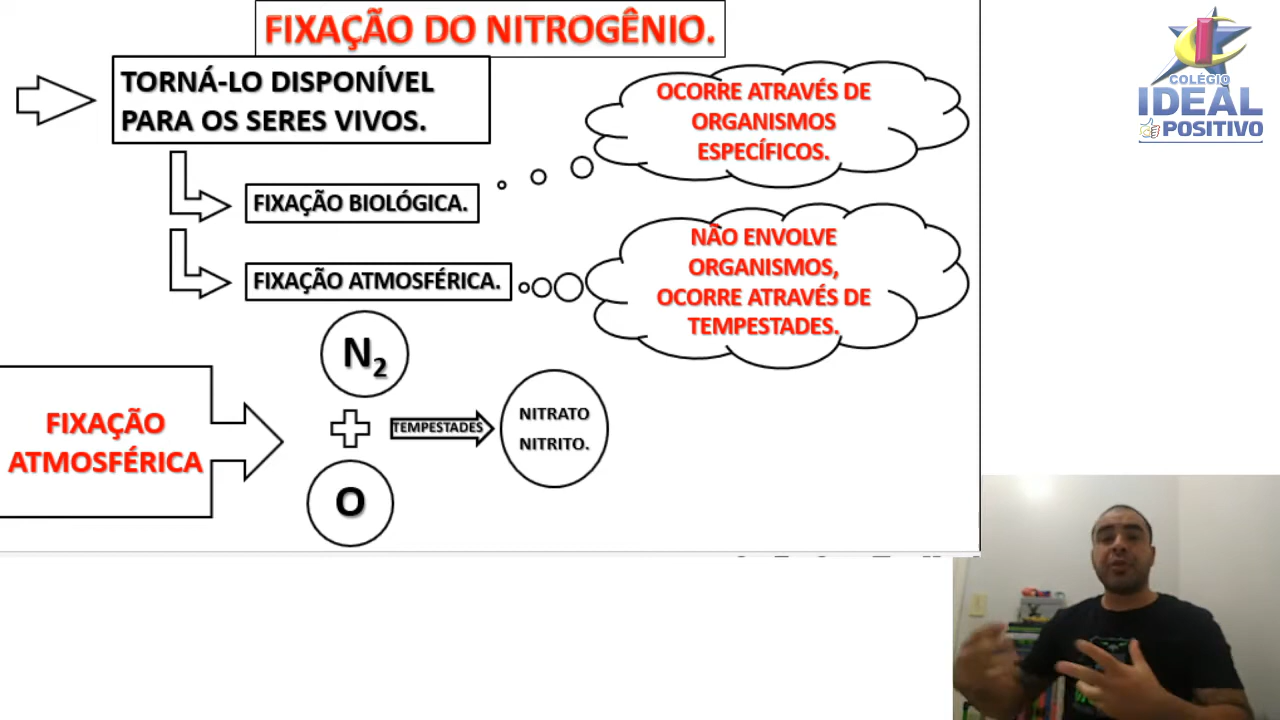 FIXAÇÃO DO NITROGÊNIO.
TORNÁ-LO DISPONÍVEL
PARA OS SERES VIVOS.
OCORRE ATRAVÉS DE
ORGANISMOS
ESPECÍFICOS.
FIXAÇÃO BIOLÓGICA.
FIXAÇÃO ATMOSFÉRICA.
NÃO ENVOLVE
ORGANISMOS,
OCORRE ATRAVÉS DE
TEMPESTADES.
FIXAÇÃO
ATMOSFÉRICA
N₂
+
O
TEMPESTADES
NITRATO
NITRITO.
COLÉGIO
IDEAL
POSITIVO